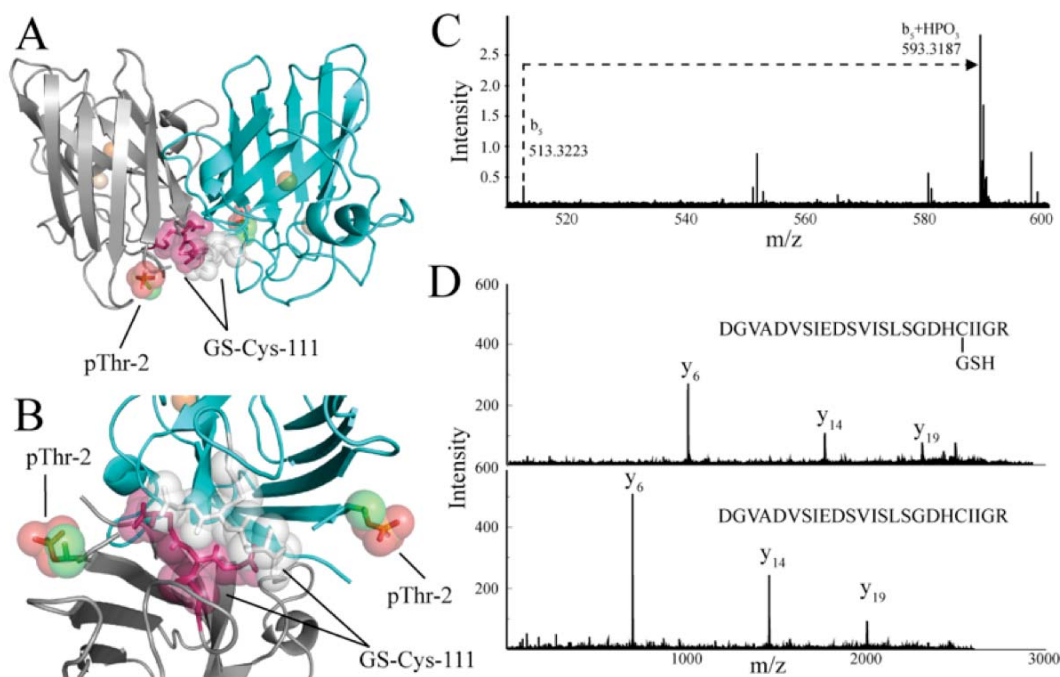 A
pThr-2
GS-Cys-111
B
pThr-2
pThr-2
GS-Cys-111
C
b5+HPO3
593.3187
b5
513.3223
2.5
2.0
1.5
1.0
0.5
Intensity
520
540
560
580
600
m/z
D
600
400
200
DGVADVSIEDSVISLSGDHCIIGR
GSH
y6
y14
y19
Intensity
600
400
200
DGVADVSIEDSVISLSGDHCIIGR
y6
y14
y19
1000
2000
3000
m/z